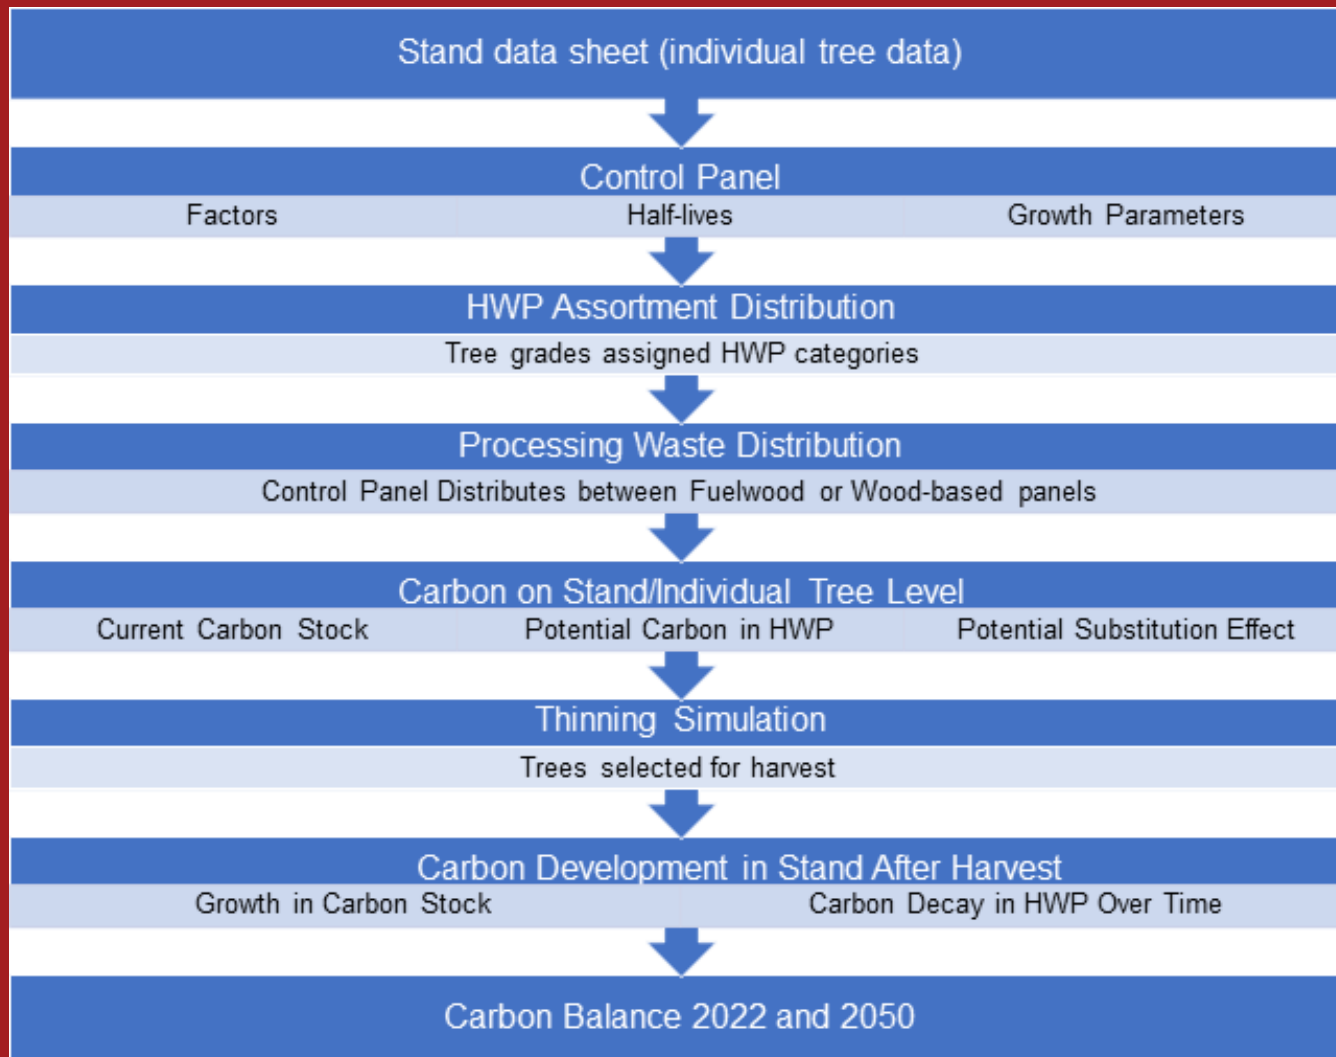 Stand data sheet (individual tree data)
Control Panel
Factors Half-lives Growth Parameters
HWP Assortment Distribution
Tree grades assigned HWP categories
Processing Waste Distribution
Control Panel Distributes between Fuelwood or Wood-based panels
Carbon on Stand/Individual Tree Level
Current Carbon Stock Potential Carbon in HWP Potential Substitution Effect
Thinning Simulation
Trees selected for harvest
Carbon Development in Stand After Harvest
Growth in Carbon Stock Carbon Decay in HWP Over Time
Carbon Balance 2022 and 2050